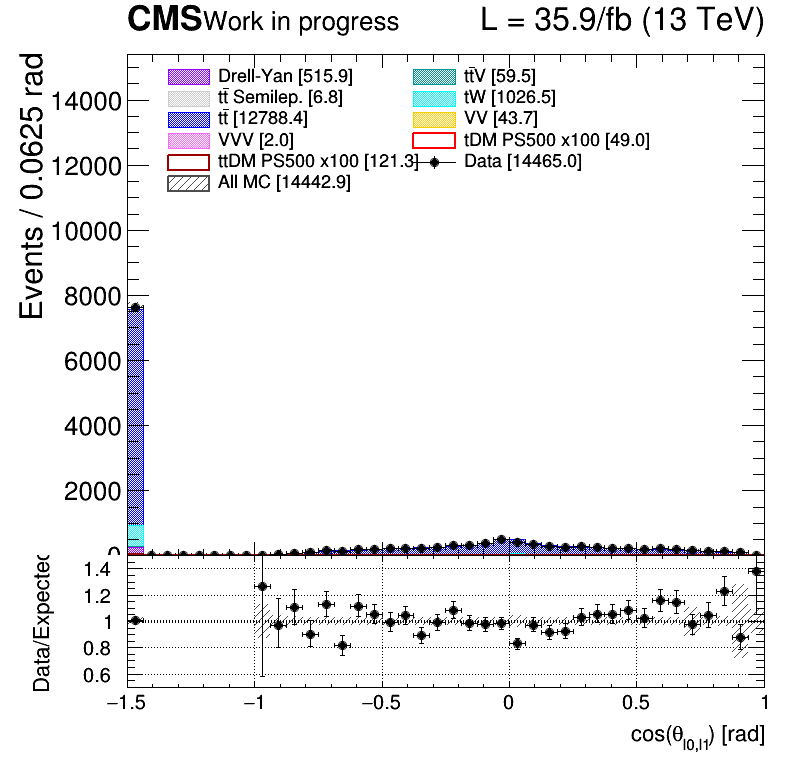 CMS Work in progress L = 35.9/fb (13 TeV)
Events / 0.0625 rad
14000
12000
10000
8000
6000
4000
2000
0
Drell-Yan [515.9]
tt̄ Semilep. [6.8]
tt̄ [12788.4]
VVV [2.0]
ttDM PS500 x100 [121.3]
All MC [14442.9]
tt̄V [59.5]
tW [1026.5]
VV [43.7]
tDM PS500 x100 [49.0]
Data [14465.0]
Data/Expected
1.4
1.2
1
0.8
0.6
−1.5 −1 −0.5 0 0.5 1
cos(θl0,l1) [rad]